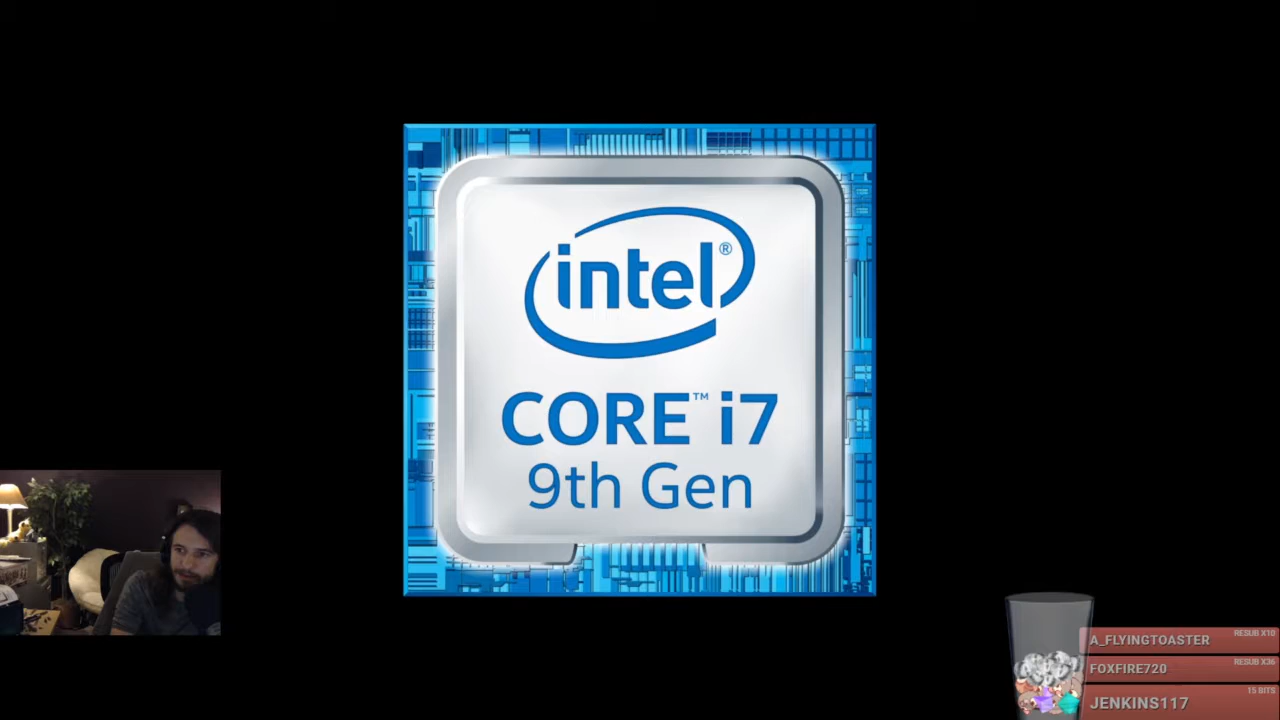 intel®
CORE™ i7
9th Gen
A_FLYINGTOASTER RESUB X10
FOXFIRE720 RESUB X36
JENKINS117 15 BITS